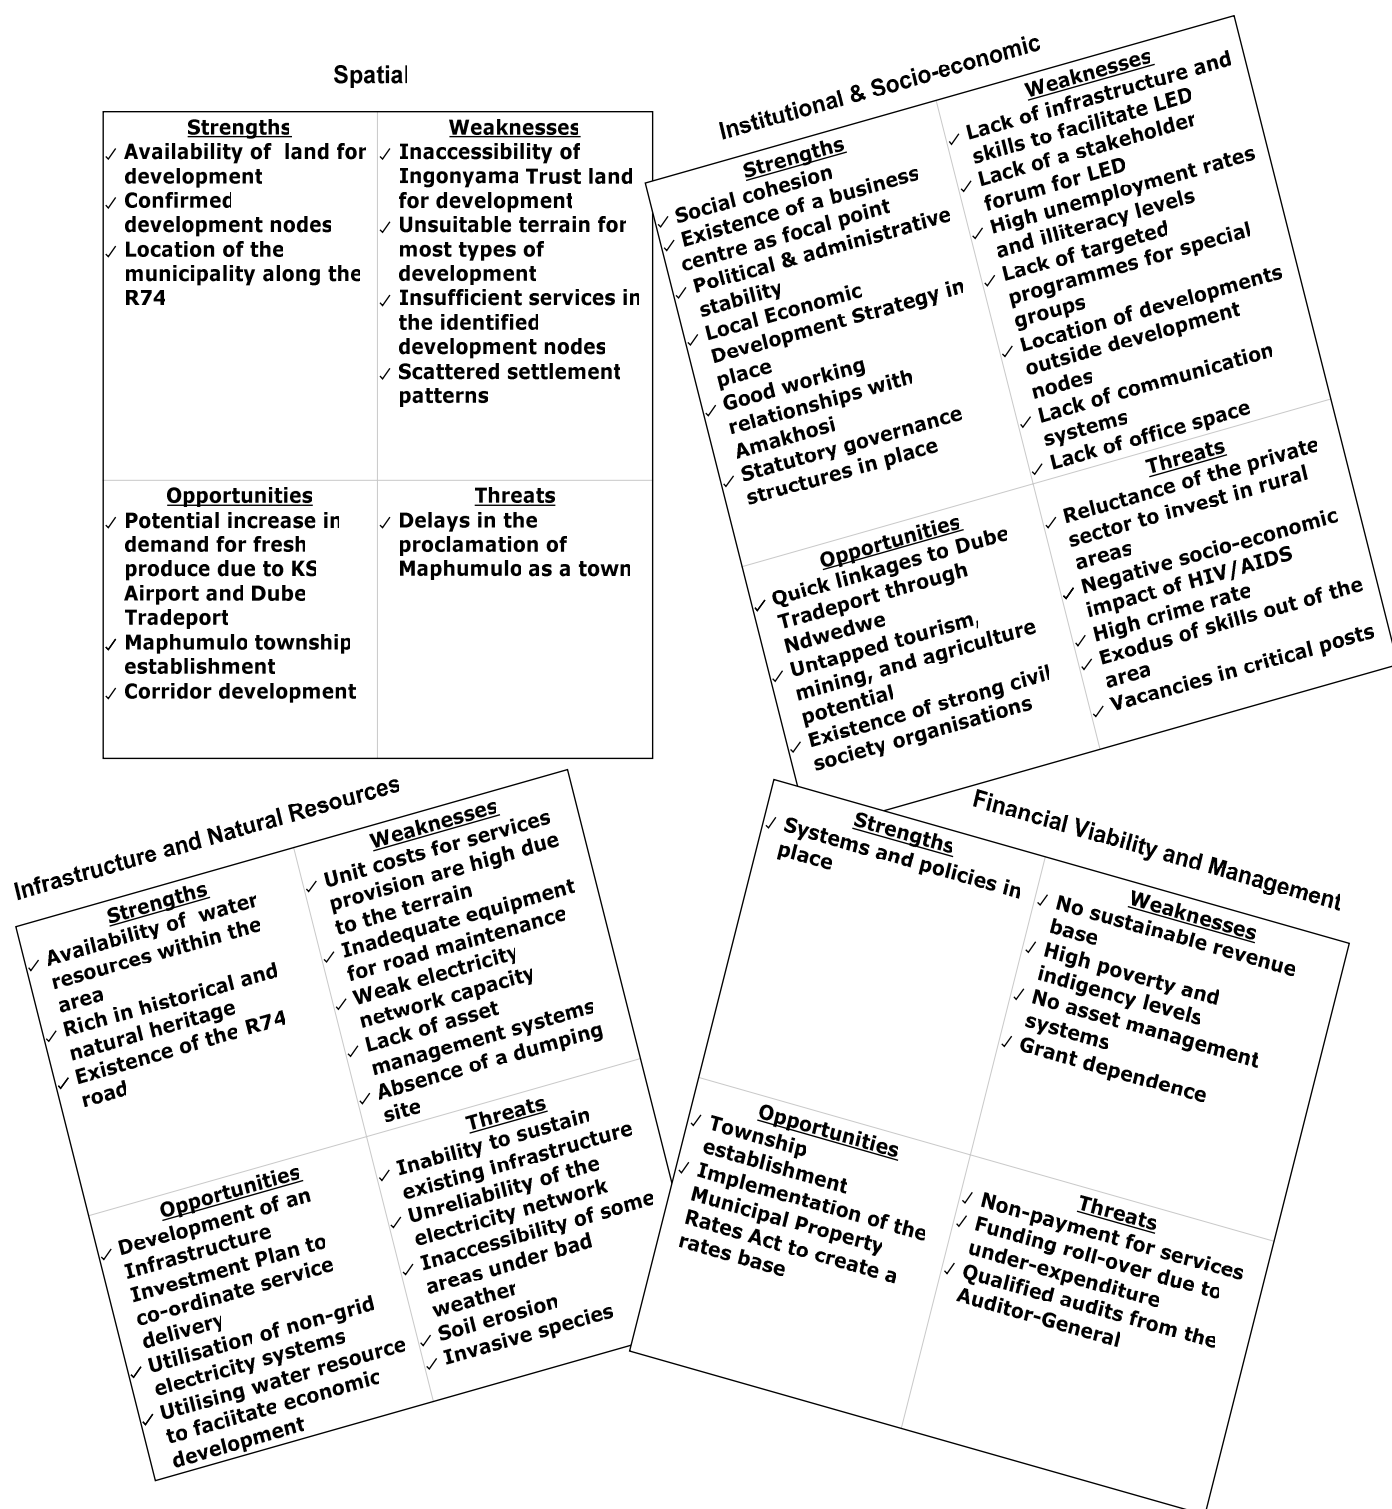 Spatial
Strengths
✓ Availability of  land for
development
✓ Confirmed
development nodes
✓ Location of the
municipality along the
R74
Weaknesses
✓ Inaccessibility of
Ingonyama Trust land
for development
✓ Unsuitable terrain for
most types of
development
✓ Insufficient services in
the identified
development nodes
✓ Scattered settlement
patterns
Opportunities
✓ Potential increase in
demand for fresh
produce due to KS
Airport and Dube
Tradeport
✓ Maphumulo township
establishment
✓ Corridor development
Threats
✓ Delays in the
proclamation of
Maphumulo as a town
Institutional & Socio-economic
Strengths
✓ Social cohesion
✓ Existence of a business
centre as focal point
✓ Political & administrative
stability
✓ Local Economic
Development Strategy in
place
✓ Good working
relationships with
Amakhosi
✓ Statutory governance
structures in place
Weaknesses
✓ Lack of infrastructure and
skills to facilitate LED
✓ Lack of a stakeholder
forum for LED
✓ High unemployment rates
and illiteracy levels
✓ Lack of targeted
programmes for special
groups
✓ Location of developments
outside development
nodes
✓ Lack of communication
systems
✓ Lack of office space
Opportunities
✓ Quick linkages to Dube
Tradeport through
Ndwedwe
✓ Untapped tourism,
mining, and agriculture
potential
✓ Existence of strong civil
society organisations
Threats
✓ Reluctance of the private
sector to invest in rural
areas
✓ Negative socio-economic
impact of HIV/AIDS
✓ High crime rate
✓ Exodus of skills out of the
area
✓ Vacancies in critical posts
Infrastructure and Natural Resources
Strengths
✓ Availability of  water
resources within the
area
✓ Rich in historical and
natural heritage
✓ Existence of the R74
road
Weaknesses
✓ Unit costs for services
provision are high due
to the terrain
✓ Inadequate equipment
for road maintenance
✓ Weak electricity
network capacity
✓ Lack of asset
management systems
✓ Absence of a dumping
site
Opportunities
✓ Development of an
Infrastructure
Investment Plan to
co-ordinate service
delivery
✓ Utilisation of non-grid
electricity systems
✓ Utilising water resource
to faciitate economic
development
Threats
✓ Inability to sustain
existing infrastructure
✓ Unreliability of the
electricity network
✓ Inaccessibility of some
areas under bad
weather
✓ Soil erosion
✓ Invasive species
Financial Viability and Management
Strengths
✓ Systems and policies in
place
Weaknesses
✓ No sustainable revenue
base
✓ High poverty and
indigency levels
✓ No asset management
systems
✓ Grant dependence
Opportunities
✓ Township
establishment
✓ Implementation of the
Municipal Property
Rates Act to create a
rates base
Threats
✓ Non-payment for services
✓ Funding roll-over due to
under-expenditure
✓ Qualified audits from the
Auditor-General